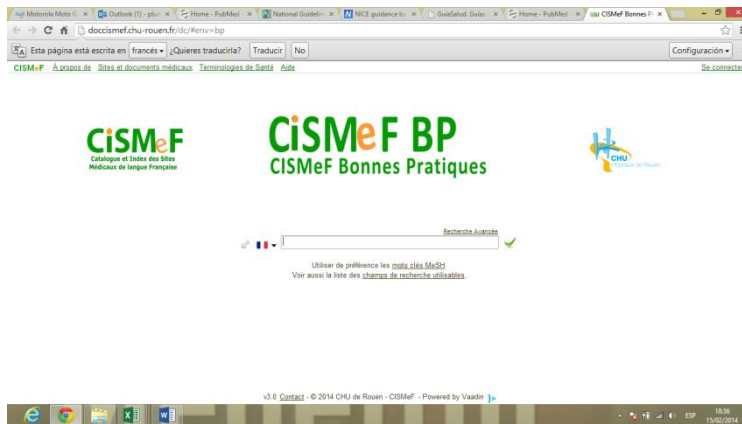 Motorola Moto G
Outlook (1) - plus
Home - PubMed
National Guideline
NICE guidance by
GuíaSalud. Guías
Home - PubMed
CISMeF Bonnes Pr
doccismef.chu-rouen.fr/dc/#env=bp
Esta página está escrita en francés ¿Quieres traducirla? Traducir No Configuración
CISMeF À propos de Sites et documents médicaux Terminologies de Santé Aide Se connecter
CiSMeF
Catalogue et Index des Sites
Médicaux de langue Française
CiSMeF BP
CISMeF Bonnes Pratiques
CHU
Recherche Avancée
Utiliser de préférence les mots clés MeSH
Voir aussi la liste des champs de recherche utilisables
v3.0 Contact - © 2014 CHU de Rouen - CISMeF - Powered by Vaadin
ESP
18:36
15/02/2014